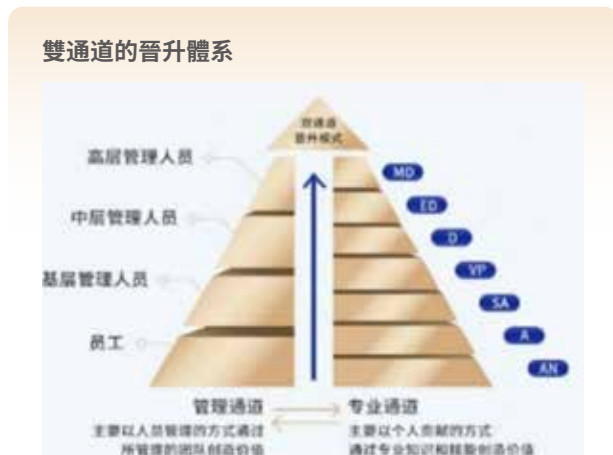 雙通道的晉升體系
双通道
晋升模式
高层管理人员
中层管理人员
基层管理人员
员工
MD
ED
D
VP
SA
A
AN
管理通道
主要以人员管理的方式通过
所管理的团队创造价值
专业通道
主要以个人贡献的方式
通过专业知识和技能创造价值